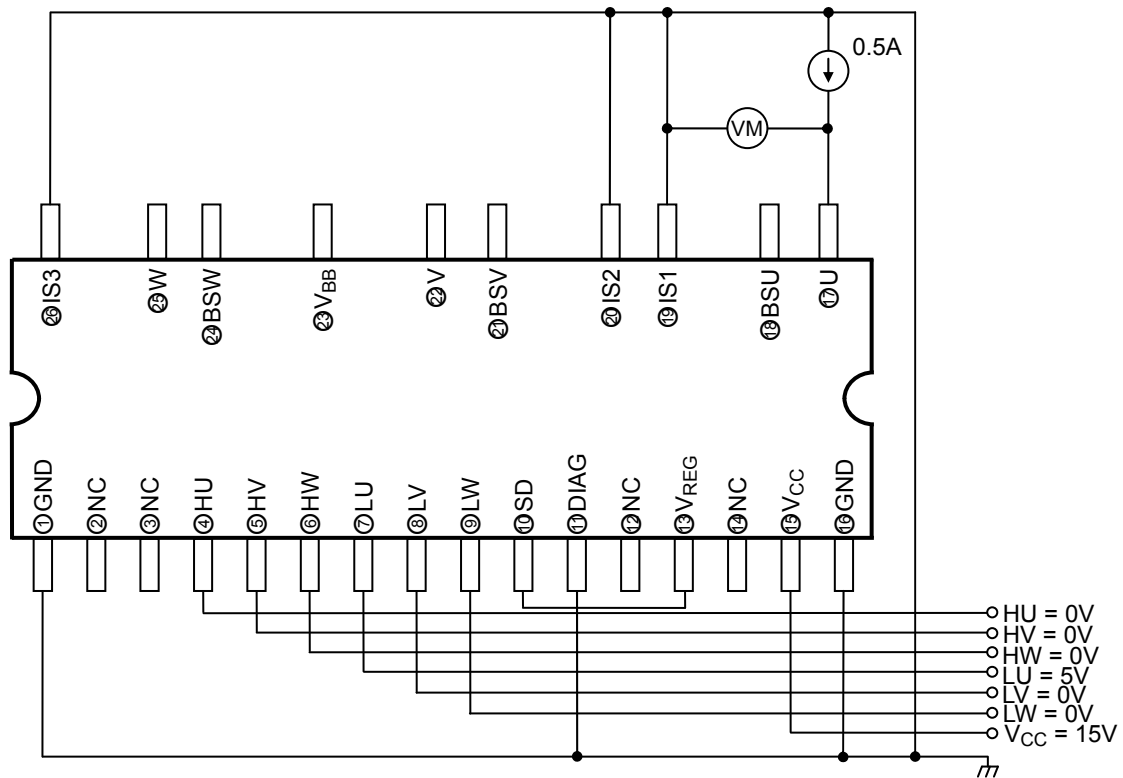 0.5A
VM
㉖IS3
㉕W
㉔BSW
㉓VBB
㉒V
㉑BSV
⑳IS2
⑲IS1
⑱BSU
⑰U
①GND
②NC
③NC
④HU
⑤HV
⑥HW
⑦LU
⑧LV
⑨LW
⑩SD
⑪DIAG
⑫NC
⑬VREG
⑭NC
⑮VCC
⑯GND
HU = 0V
HV = 0V
HW = 0V
LU = 5V
LV = 0V
LW = 0V
VCC = 15V